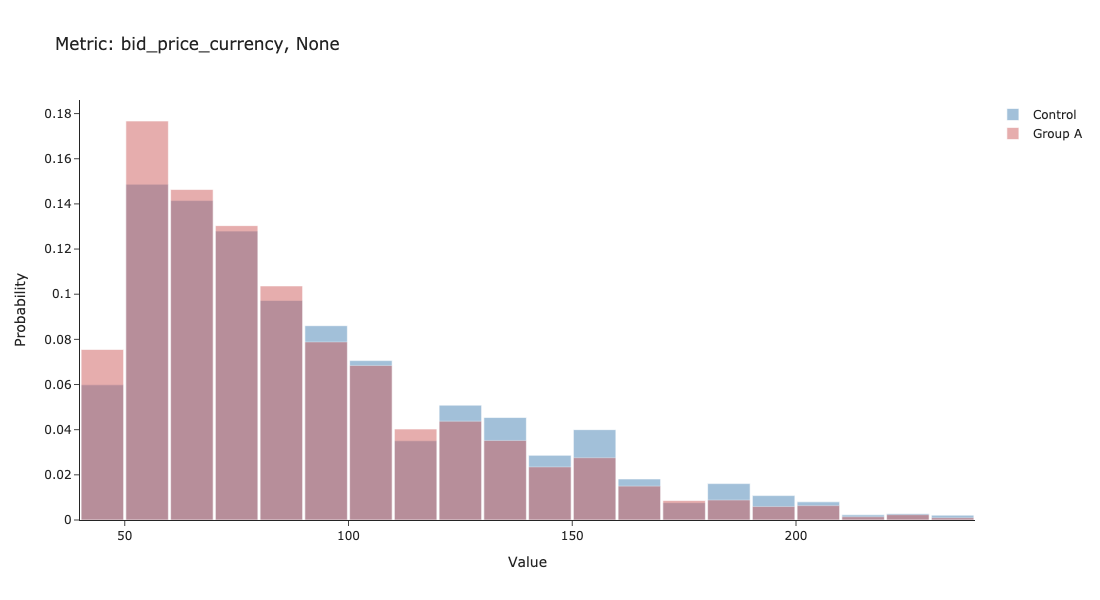 Metric: bid_price_currency, None
Control
Group A
Probability
0.18
0.16
0.14
0.12
0.1
0.08
0.06
0.04
0.02
0
50
100
150
200
Value